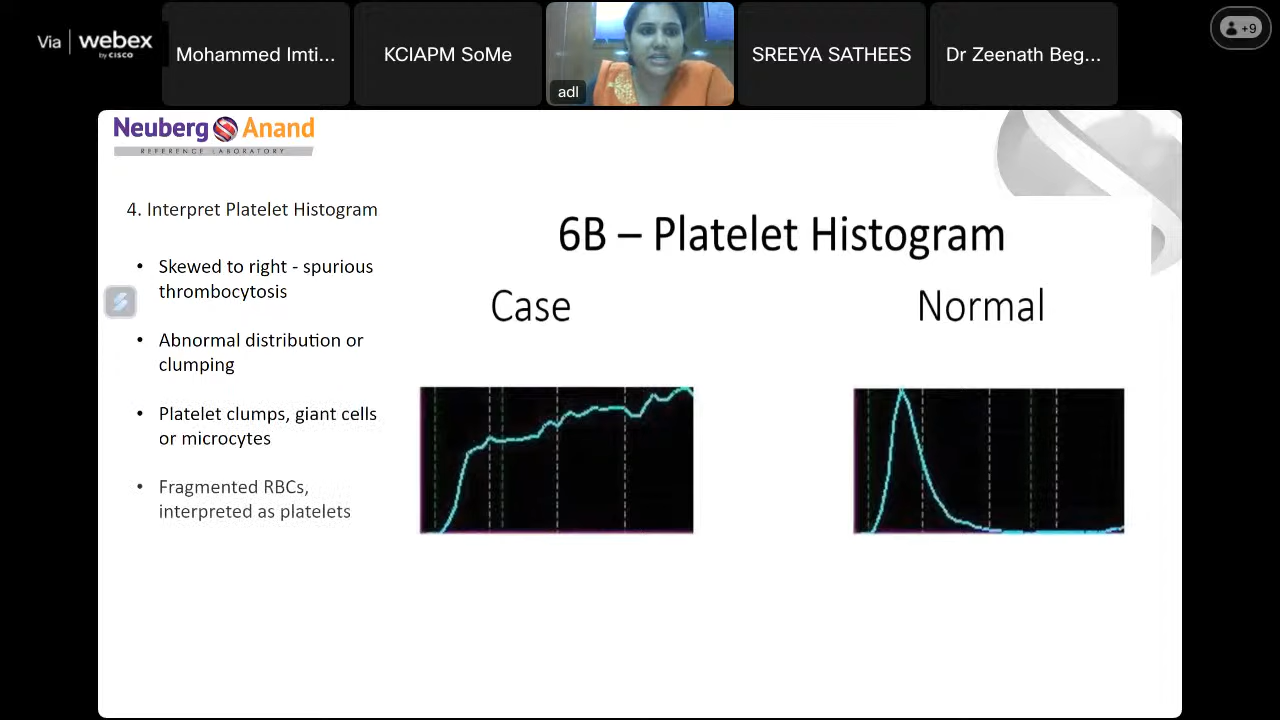 Via webex
by CISCO
Mohammed Imti...
KCIAPM SoMe
adl
SREEYA SATHEES
Dr Zeenath Beg...
+9
Neuberg Anand
REFERENCE LABORATORY
4. Interpret Platelet Histogram
• Skewed to right - spurious
thrombocytosis
• Abnormal distribution or
clumping
• Platelet clumps, giant cells
or microcytes
• Fragmented RBCs,
interpreted as platelets
6B – Platelet Histogram
Case
Normal